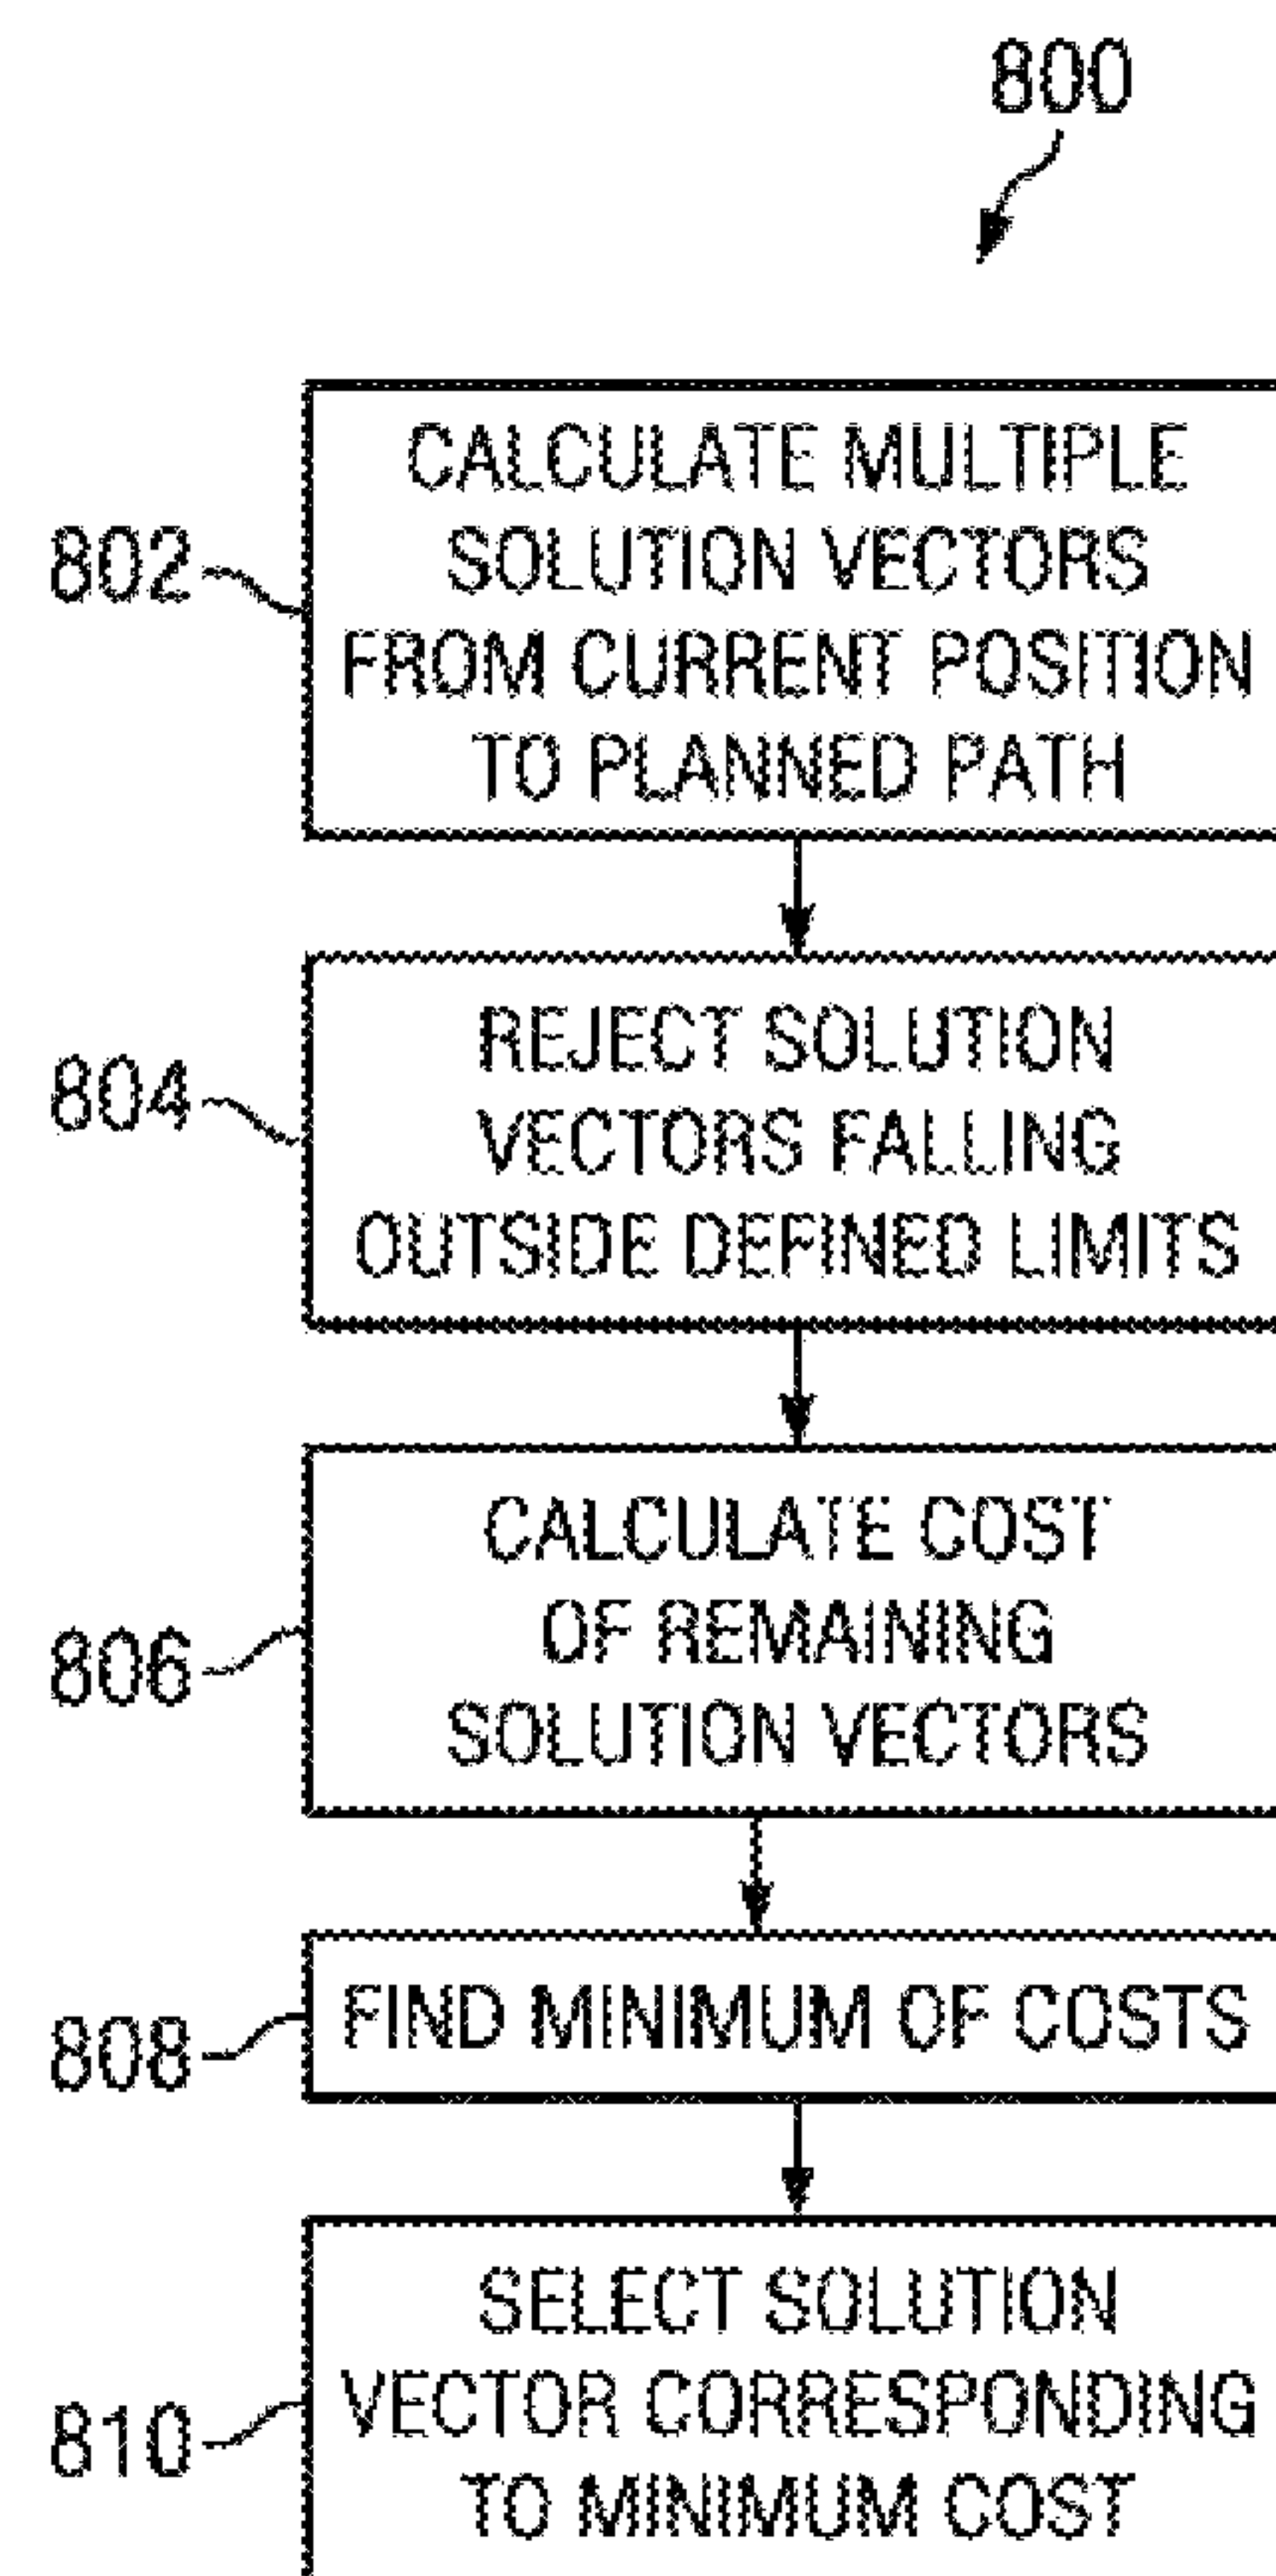 800
802
CALCULATE MULTIPLE
SOLUTION VECTORS
FROM CURRENT POSITION
TO PLANNED PATH
804
REJECT SOLUTION
VECTORS FALLING
OUTSIDE DEFINED LIMITS
806
CALCULATE COST
OF REMAINING
SOLUTION VECTORS
808
FIND MINIMUM OF COSTS
810
SELECT SOLUTION
VECTOR CORRESPONDING
TO MINIMUM COST